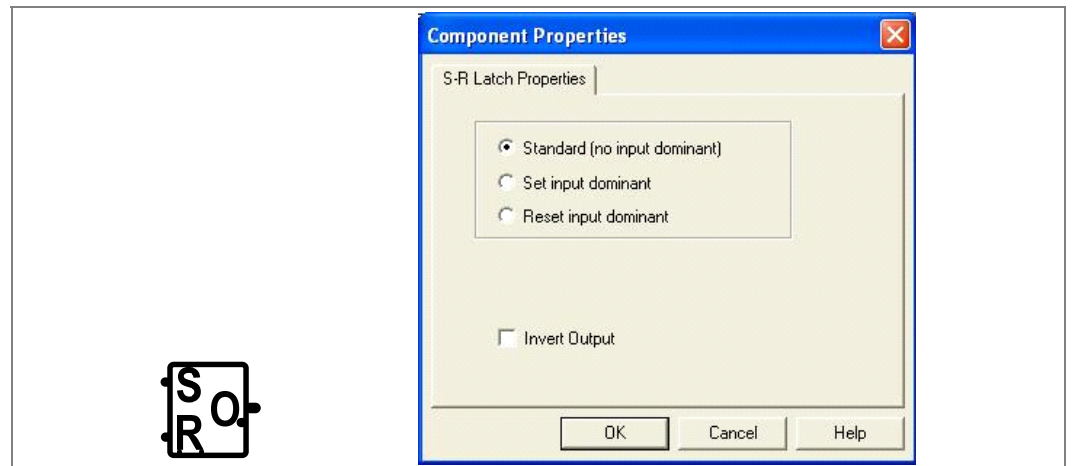 Component Properties
S-R Latch Properties
Standard (no input dominant)
Set input dominant
Reset input dominant
Invert Output
S
R
O
OK
Cancel
Help